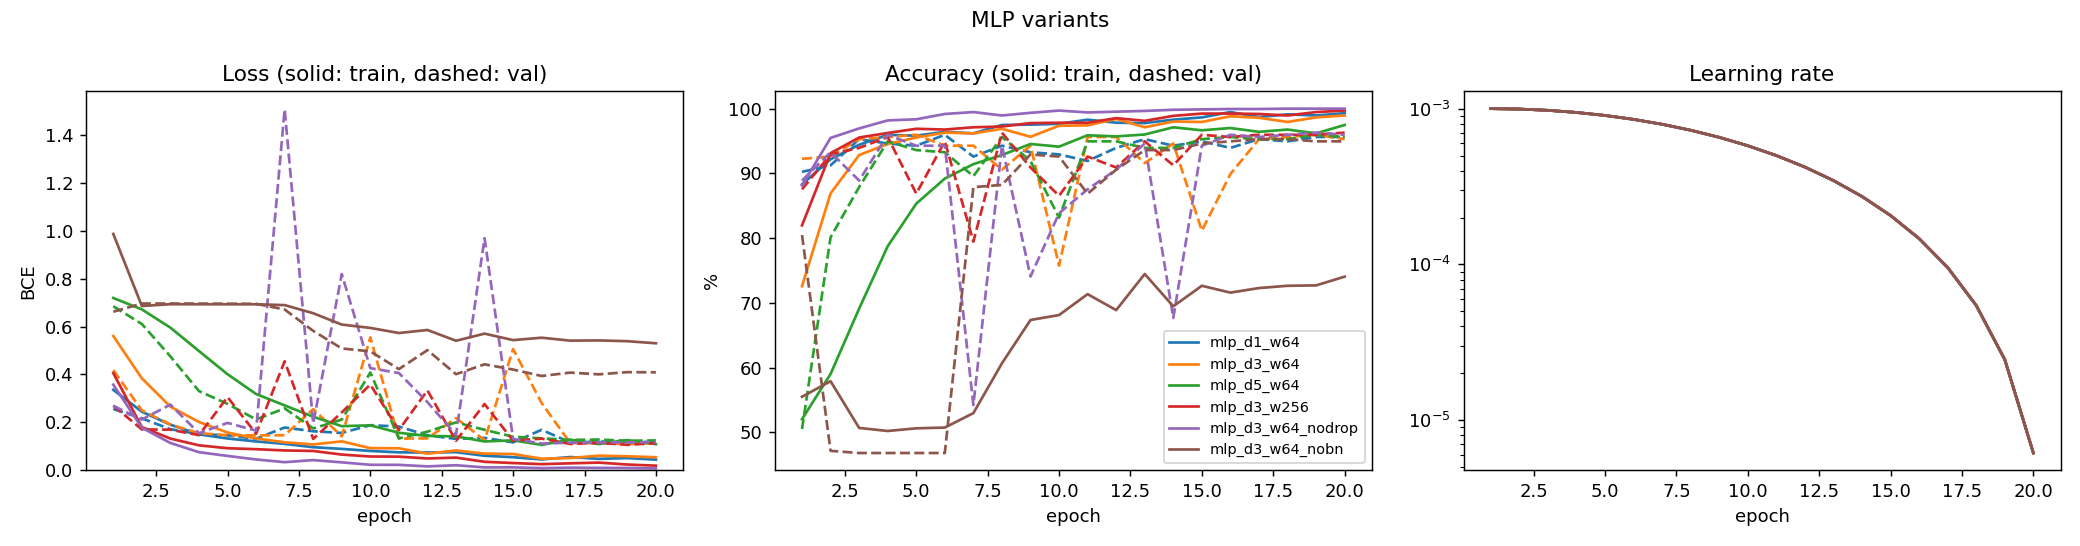 MLP variants
Loss (solid: train, dashed: val)
BCE
1.4
1.2
1.0
0.8
0.6
0.4
0.2
0.0
2.5 5.0 7.5 10.0 12.5 15.0 17.5 20.0
epoch
Accuracy (solid: train, dashed: val)
%
100
90
80
70
60
50
mlp_d1_w64
mlp_d3_w64
mlp_d5_w64
mlp_d3_w256
mlp_d3_w64_nodrop
mlp_d3_w64_nobn
2.5 5.0 7.5 10.0 12.5 15.0 17.5 20.0
epoch
Learning rate
10⁻³
10⁻⁴
10⁻⁵
2.5 5.0 7.5 10.0 12.5 15.0 17.5 20.0
epoch